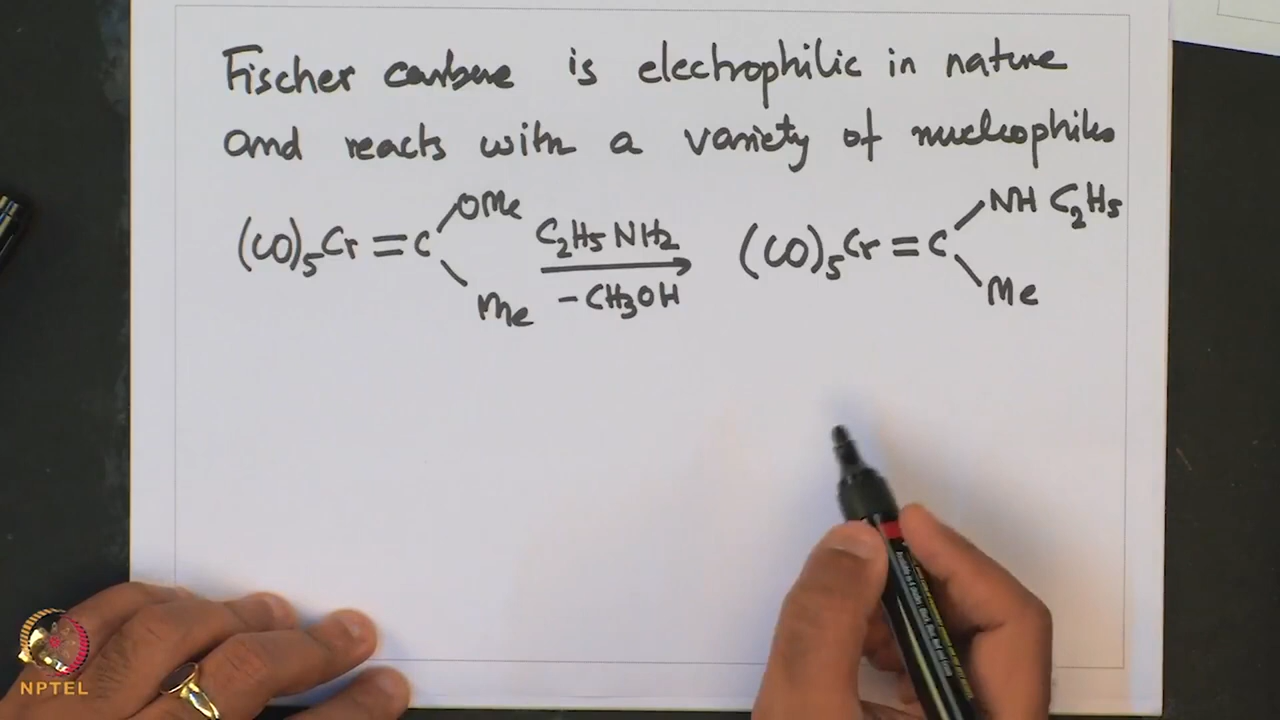 Fischer carbene is electrophilic in nature
and reacts with a variety of nucleophiles
(CO)5Cr=C OMe Me C2H5NH2 -CH3OH (CO)5Cr=C NHC2H5 Me
NPTEL